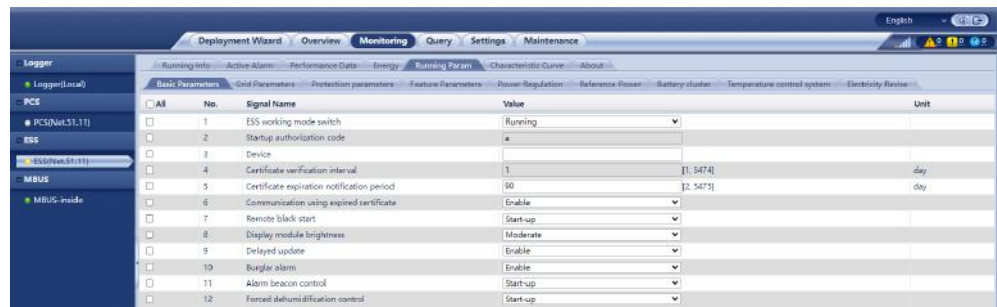 English
Deployment Wizard Overview Monitoring Query Settings Maintenance
Logger
Logger(Local)
PCS
PCS(Net.51.11)
ESS
ESS(Net.51.11)
MBUS
MBUS-inside
Running Info Active Alarm Performance Data Energy Running Param Characteristic Curve About
Basic Parameters Grid Parameters Protection parameters Feature Parameters Power Regulation Reference Power Battery cluster Temperature control system Electricity Revise
All No. Signal Name Value Unit
1 ESS working mode switch Running
2 Startup authorization code
3 Device
4 Certificate verification interval 1 [1, 5474] day
5 Certificate expiration notification period 90 [2, 5475] day
6 Communication using expired certificate Enable
7 Remote black start Start-up
8 Display module brightness Moderate
9 Delayed update Enable
10 Burglar alarm Enable
11 Alarm beacon control Start-up
12 Forced dehumidification control Start-up